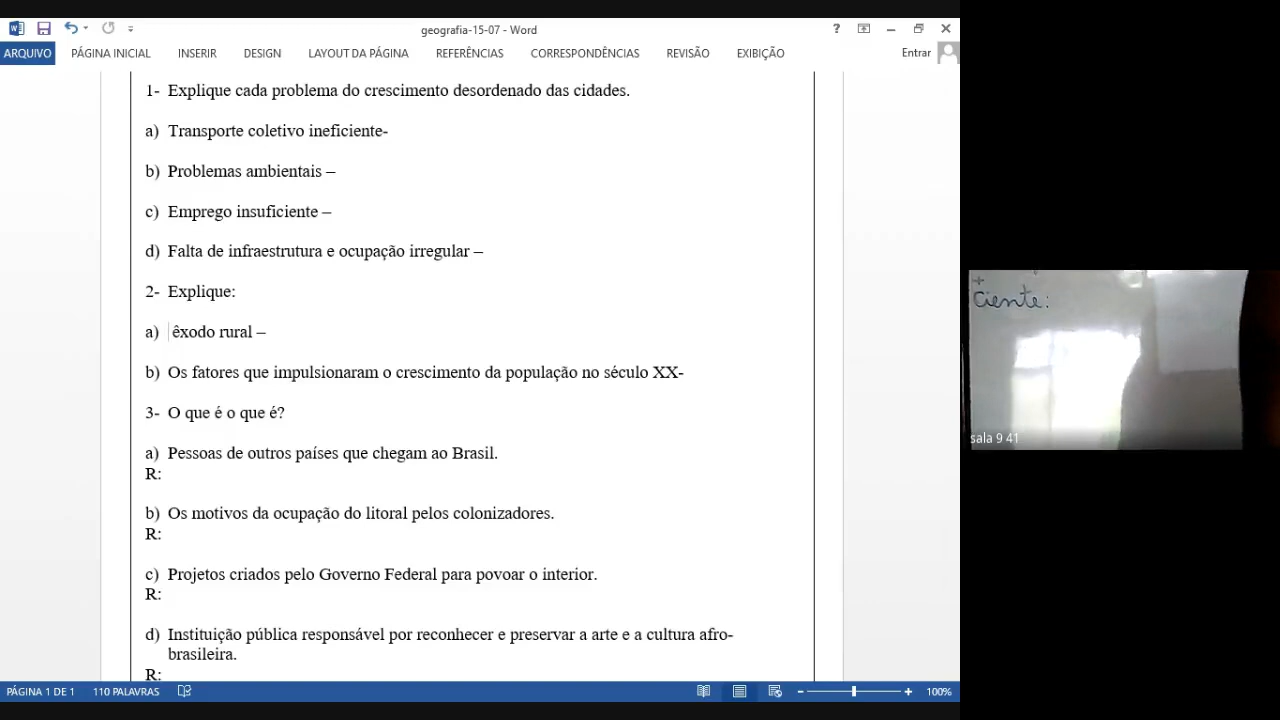 geografia-15-07 - Word
ARQUIVO PÁGINA INICIAL INSERIR DESIGN LAYOUT DA PÁGINA REFERÊNCIAS CORRESPONDÊNCIAS REVISÃO EXIBIÇÃO Entrar
1- Explique cada problema do crescimento desordenado das cidades.
a) Transporte coletivo ineficiente-
b) Problemas ambientais –
c) Emprego insuficiente –
d) Falta de infraestrutura e ocupação irregular –
2- Explique:
a) êxodo rural –
b) Os fatores que impulsionaram o crescimento da população no século XX-
3- O que é o que é?
a) Pessoas de outros países que chegam ao Brasil.
R:
b) Os motivos da ocupação do litoral pelos colonizadores.
R:
c) Projetos criados pelo Governo Federal para povoar o interior.
R:
d) Instituição pública responsável por reconhecer e preservar a arte e a cultura afro-
brasileira.
R:
PÁGINA 1 DE 1 110 PALAVRAS 100%
ciente:
sala 9 41